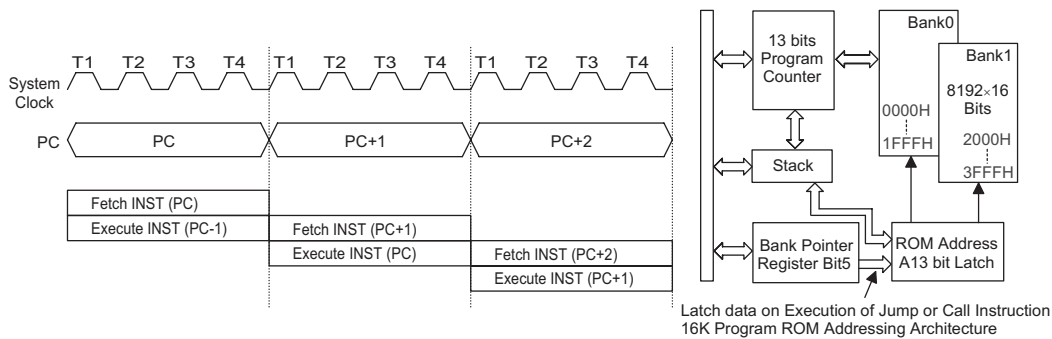 T1 T2 T3 T4 T1 T2 T3 T4 T1 T2 T3 T4
System
Clock
PC PC PC+1 PC+2
Fetch INST (PC)
Execute INST (PC-1) Fetch INST (PC+1)
Execute INST (PC) Fetch INST (PC+2)
Execute INST (PC+1)
13 bits
Program
Counter
Stack
Bank Pointer
Register Bit5
Bank0
0000H
1FFFH
Bank1
8192×16
Bits
2000H
3FFFH
ROM Address
A13 bit Latch
Latch data on Execution of Jump or Call Instruction
16K Program ROM Addressing Architecture